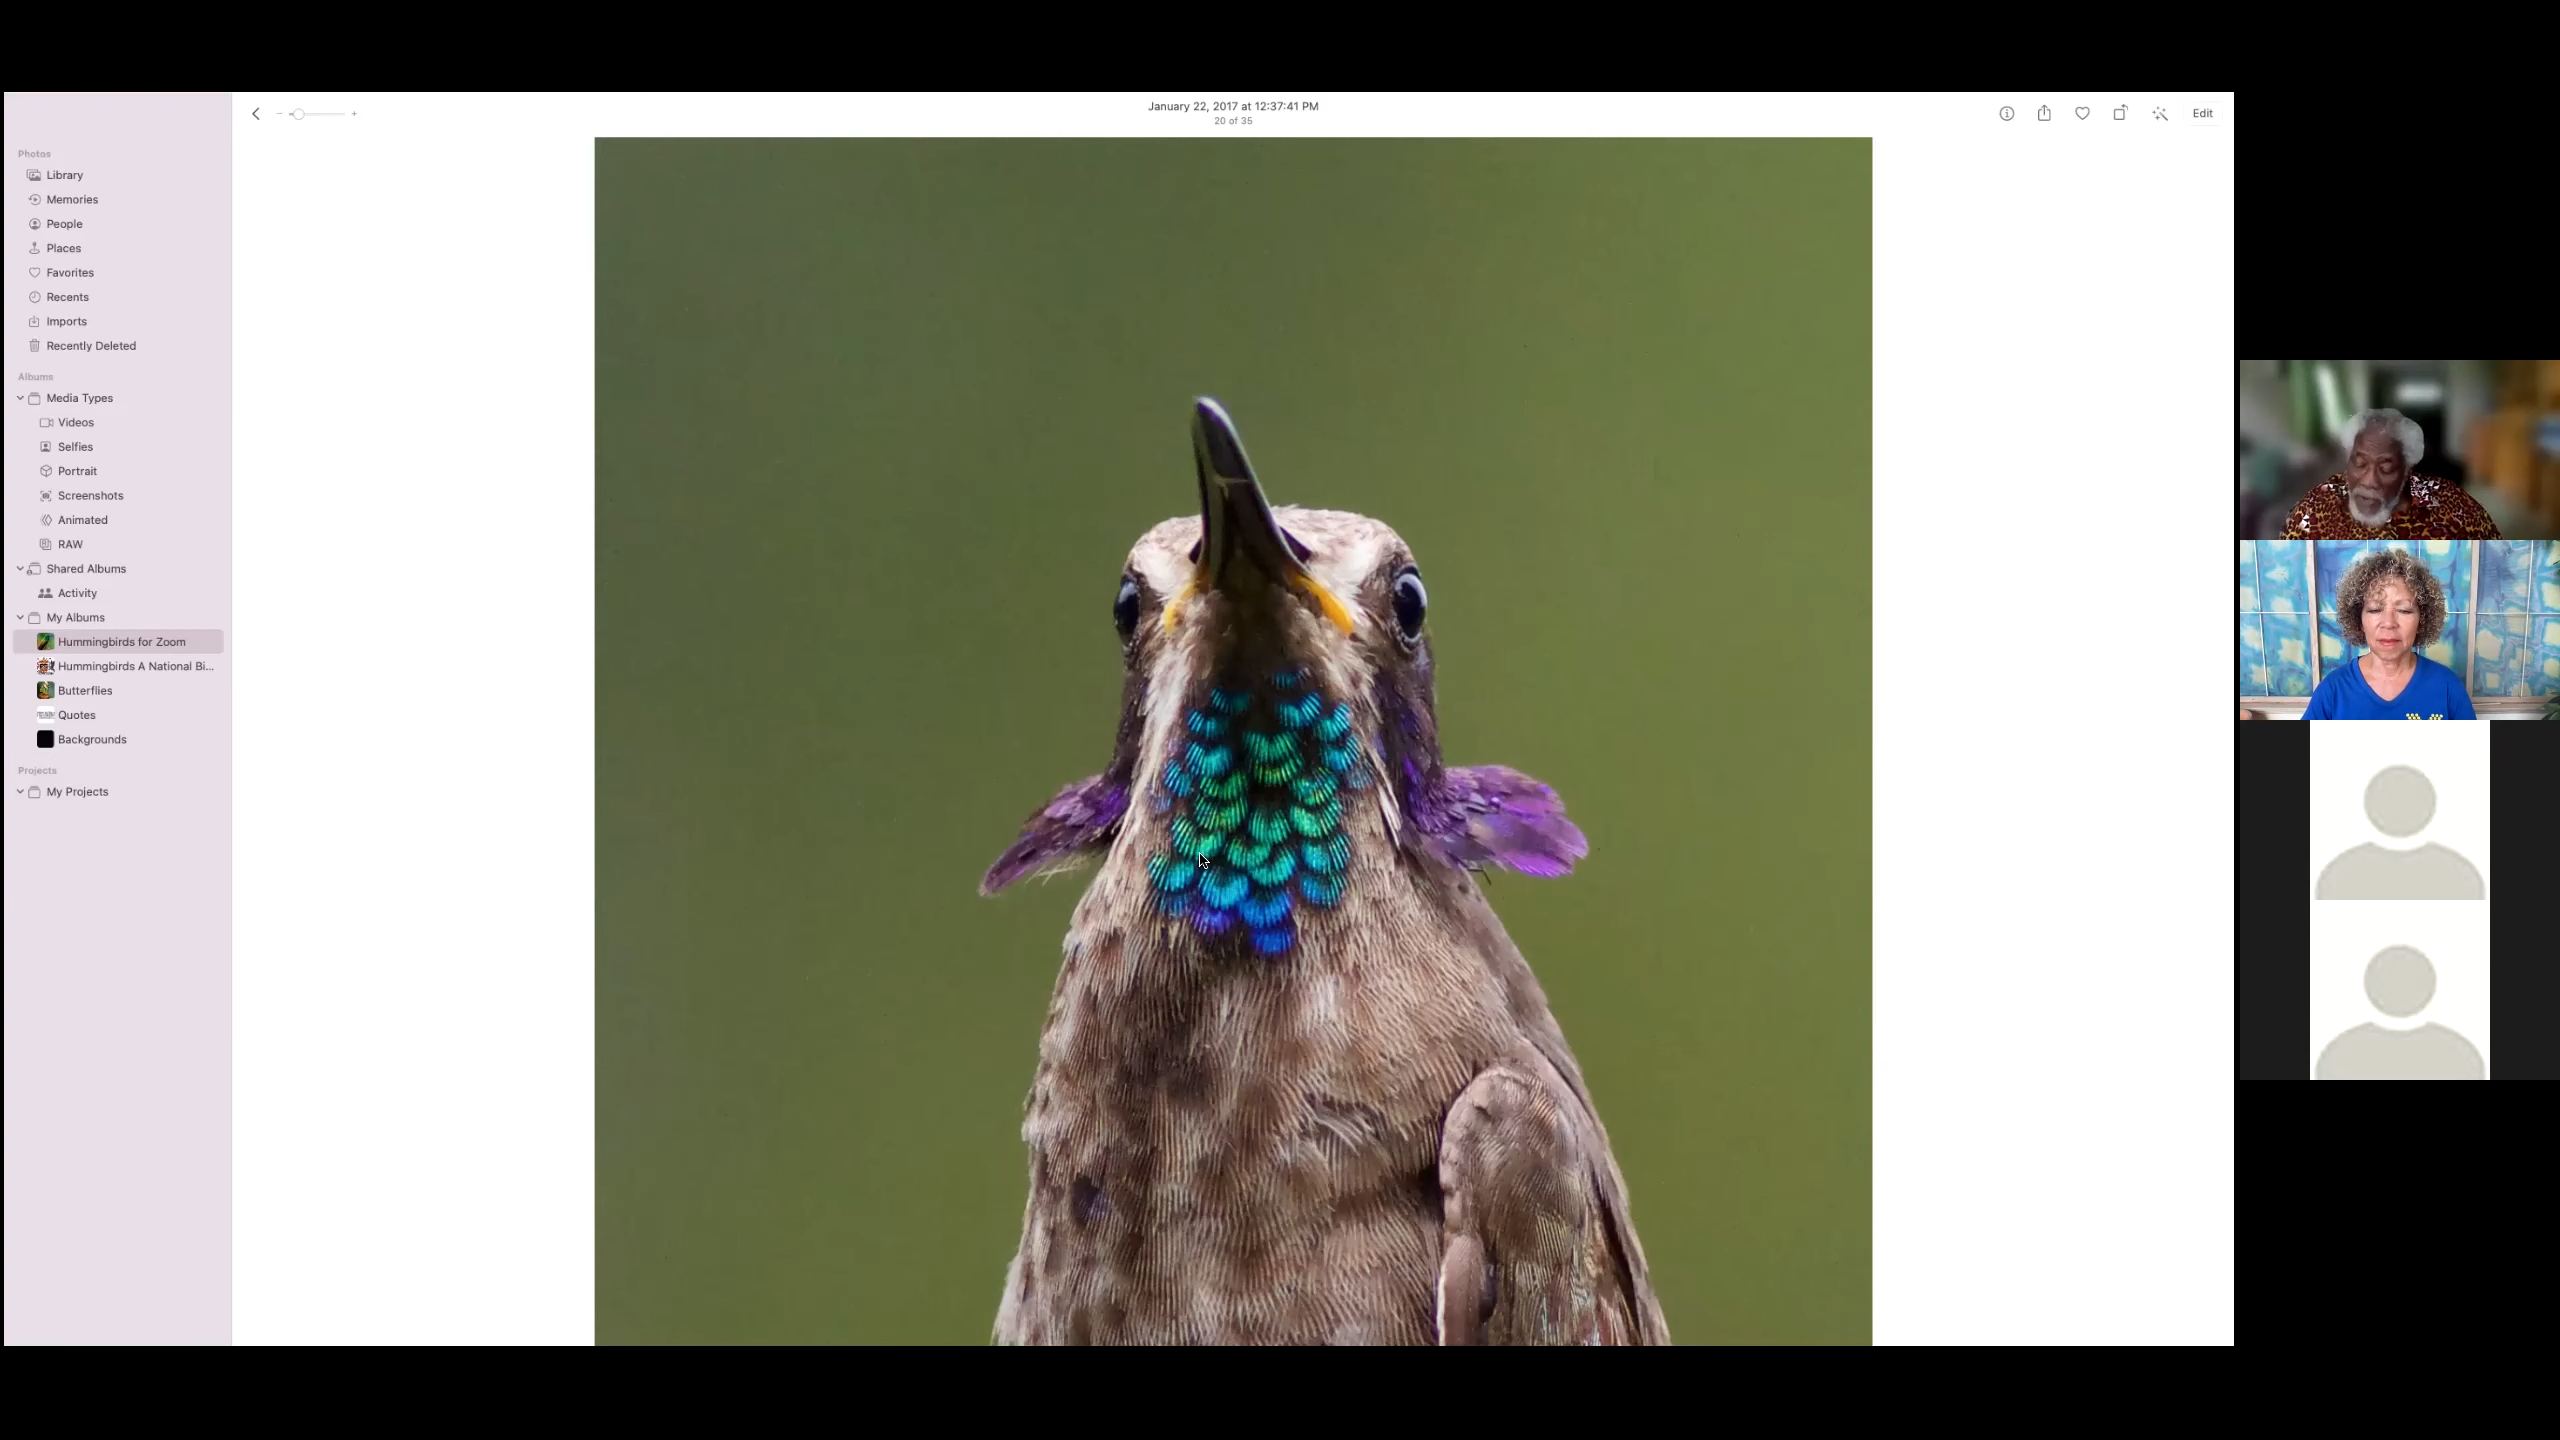 January 22, 2017 at 12:37:41 PM
20 of 35
Edit
Photos
Library
Memories
People
Places
Favorites
Recents
Imports
Recently Deleted
Albums
Media Types
Videos
Selfies
Portrait
Screenshots
Animated
RAW
Shared Albums
Activity
My Albums
Hummingbirds for Zoom
Hummingbirds A National Bi...
Butterflies
Quotes
Backgrounds
Projects
My Projects